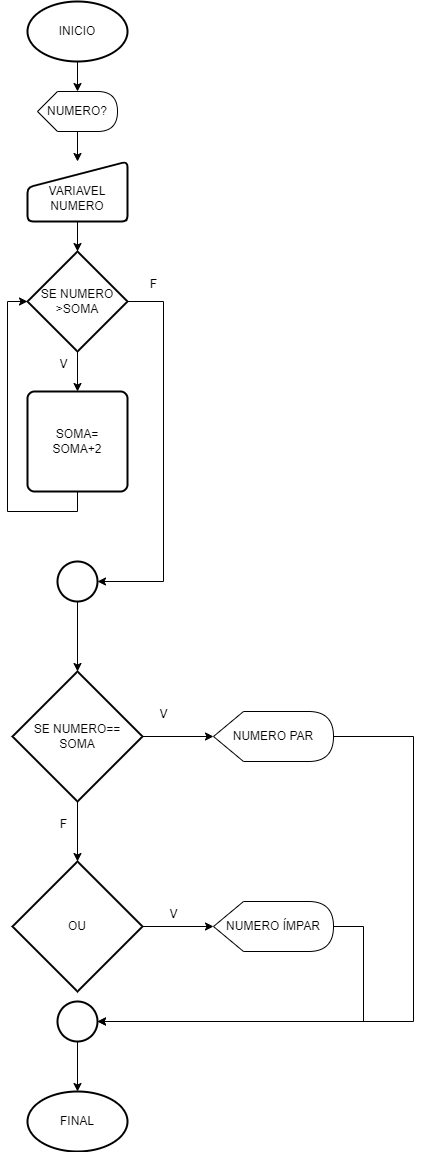 INICIO
NUMERO?
VARIAVEL
NUMERO
F
SE NUMERO
>SOMA
V
SOMA=
SOMA+2
V
SE NUMERO==
SOMA
NUMERO PAR
F
V
OU
NUMERO ÍMPAR
FINAL